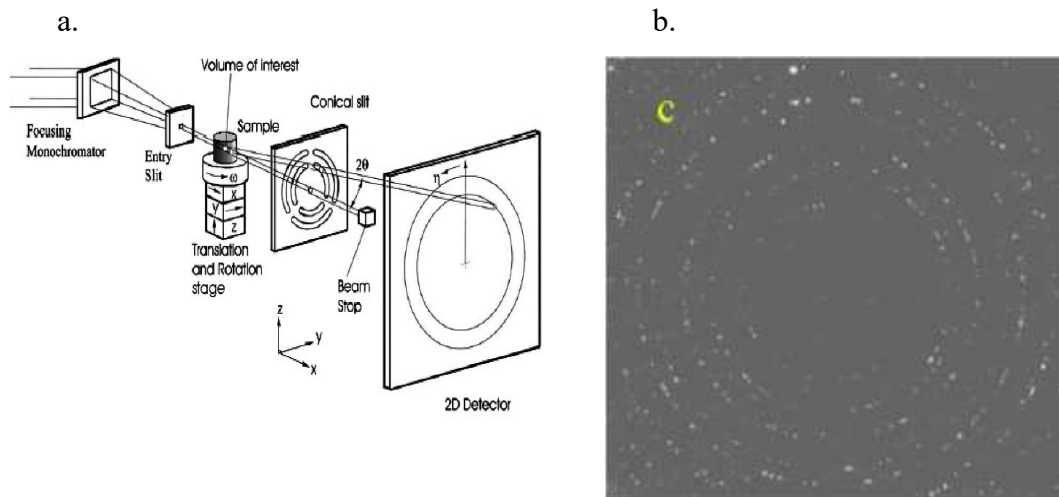 a.
b.
Volume of interest
Conical slit
Sample
Focusing
Monochromator
Entry
Slit
2θ
η
ω
X
Y
Z
Translation
and Rotation
stage
Beam
Stop
z
y
x
2D Detector
c